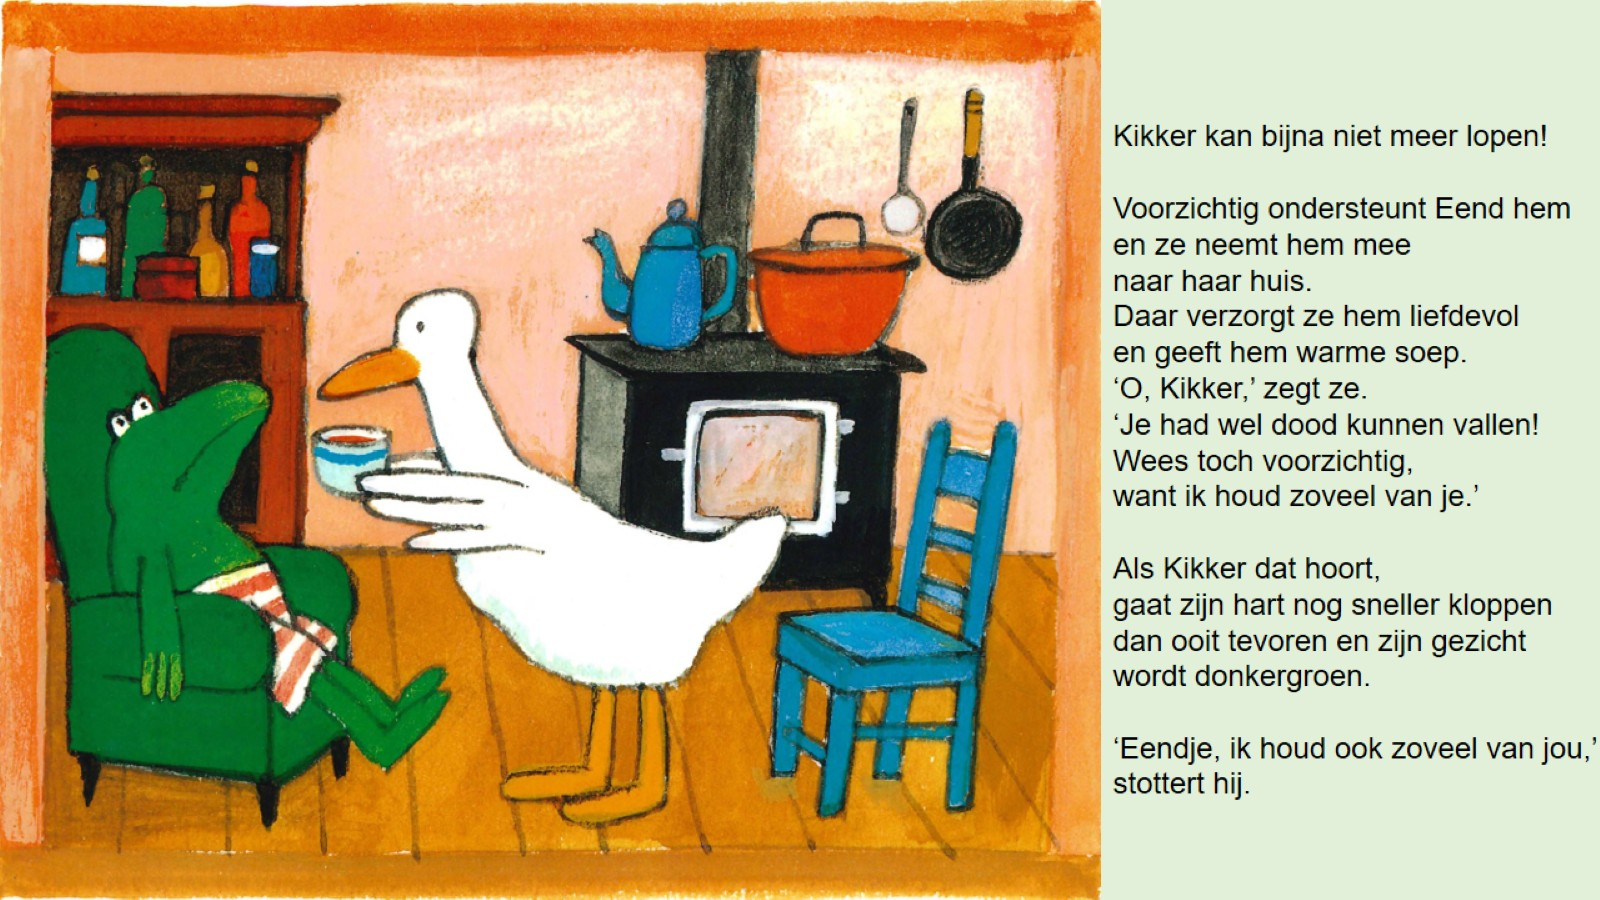 Kikker kan bijna niet meer lopen!
Voorzichtig ondersteunt Eend hem
en ze neemt hem mee
naar haar huis.
Daar verzorgt ze hem liefdevol
en geeft hem warme soep.
‘O, Kikker,’ zegt ze.
‘Je had wel dood kunnen vallen!
Wees toch voorzichtig,
want ik houd zoveel van je.’
Als Kikker dat hoort,
gaat zijn hart nog sneller kloppen
dan ooit tevoren en zijn gezicht
wordt donkergroen.
‘Eendje, ik houd ook zoveel van jou,’
stottert hij.